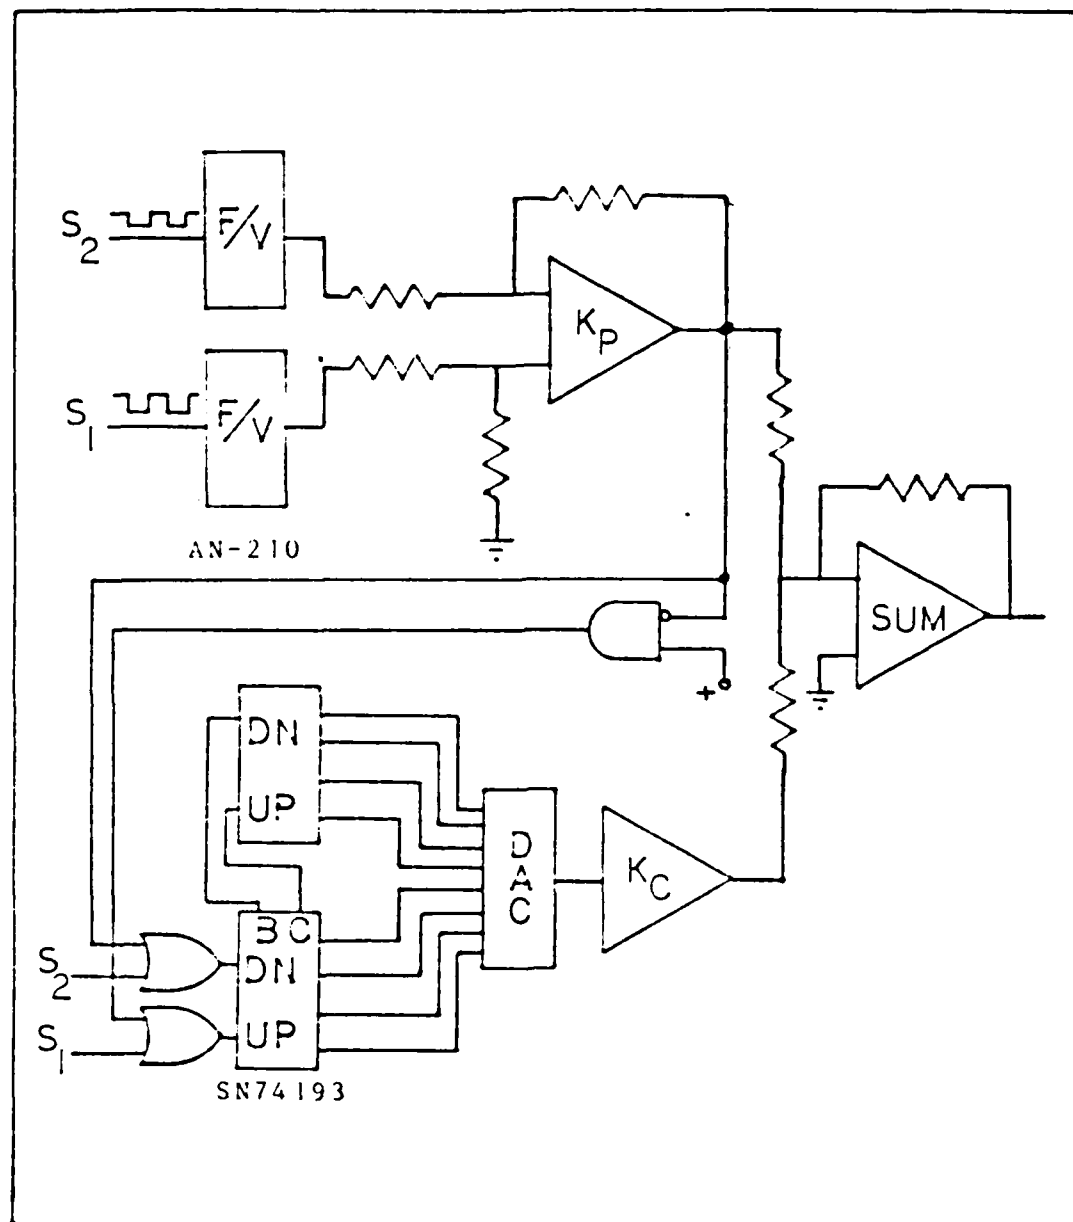 S2
F/V
KP
S1
F/V
AN-210
SUM
+
DN
UP
DAC
KC
BC
S2
DN
S1
UP
SN74193